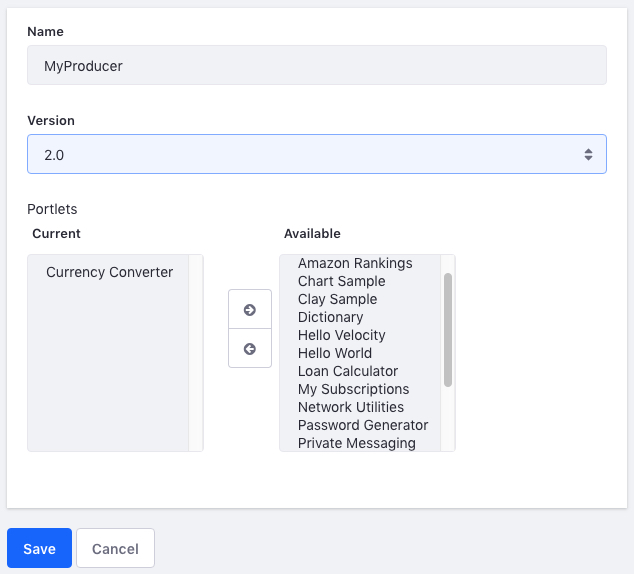 Name
MyProducer
Version
2.0
Portlets
Current
Available
Currency Converter
Amazon Rankings
Chart Sample
Clay Sample
Dictionary
Hello Velocity
Hello World
Loan Calculator
My Subscriptions
Network Utilities
Password Generator
Private Messaging
Save
Cancel